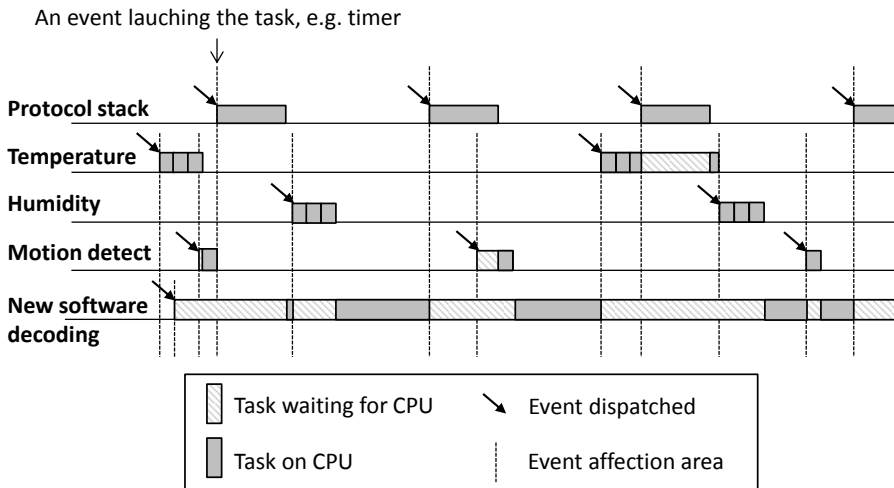 An event lauching the task, e.g. timer
Protocol stack
Temperature
Humidity
Motion detect
New software
decoding
Task waiting for CPU
Event dispatched
Task on CPU
Event affection area